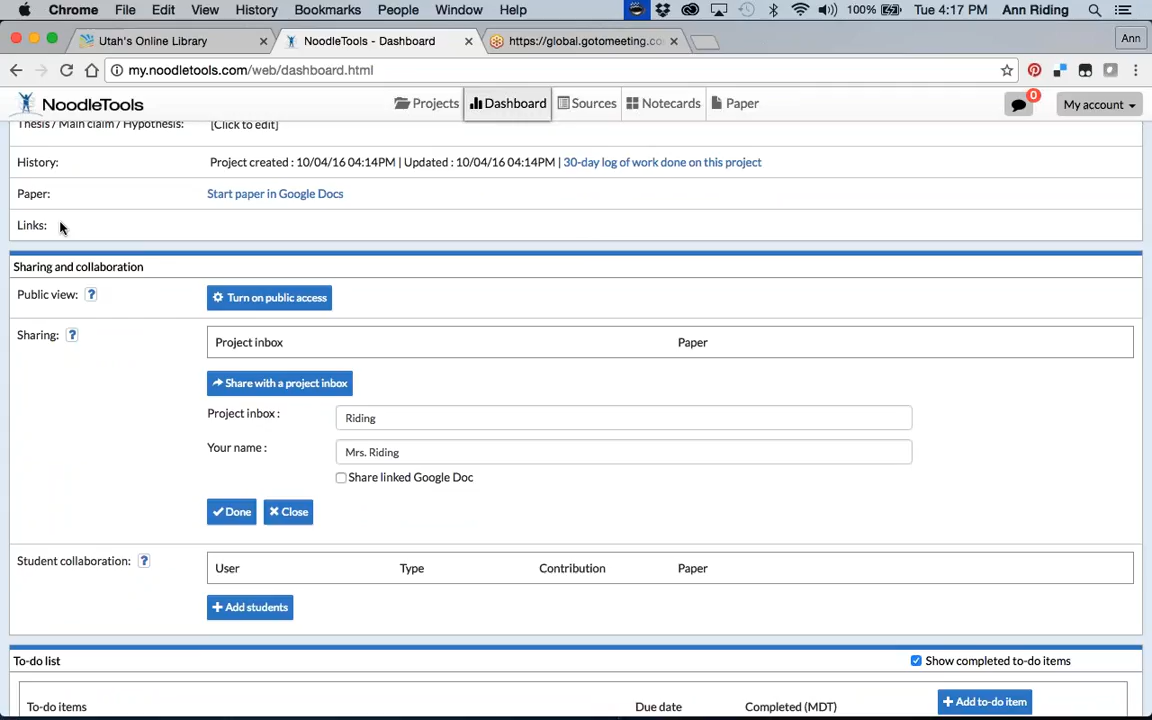 Chrome File Edit View History Bookmarks People Window Help 100% Tue 4:17 PM Ann Riding
Utah's Online Library NoodleTools - Dashboard https://global.gotomeeting.co Ann
my.noodletools.com/web/dashboard.html
NoodleTools Projects Dashboard Sources Notecards Paper 0 My account
Thesis / Main claim / Hypothesis: [Click to edit]
History: Project created : 10/04/16 04:14PM | Updated : 10/04/16 04:14PM | 30-day log of work done on this project
Paper: Start paper in Google Docs
Links:
Sharing and collaboration
Public view: ? Turn on public access
Sharing: ? Project inbox Paper
Share with a project inbox
Project inbox : Riding
Your name : Mrs. Riding
Share linked Google Doc
Done Close
Student collaboration: ? User Type Contribution Paper
Add students
To-do list Show completed to-do items
To-do items Due date Completed (MDT) Add to-do item